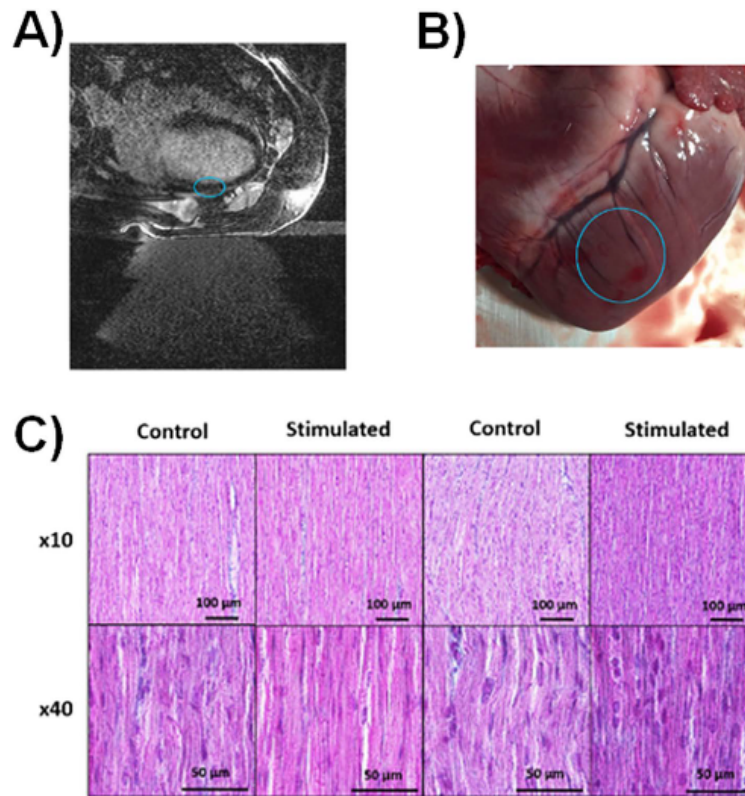 A)
B)
C)
Control Stimulated Control Stimulated
x10
100 µm 100 µm 100 µm 100 µm
x40
50 µm 50 µm 50 µm 50 µm